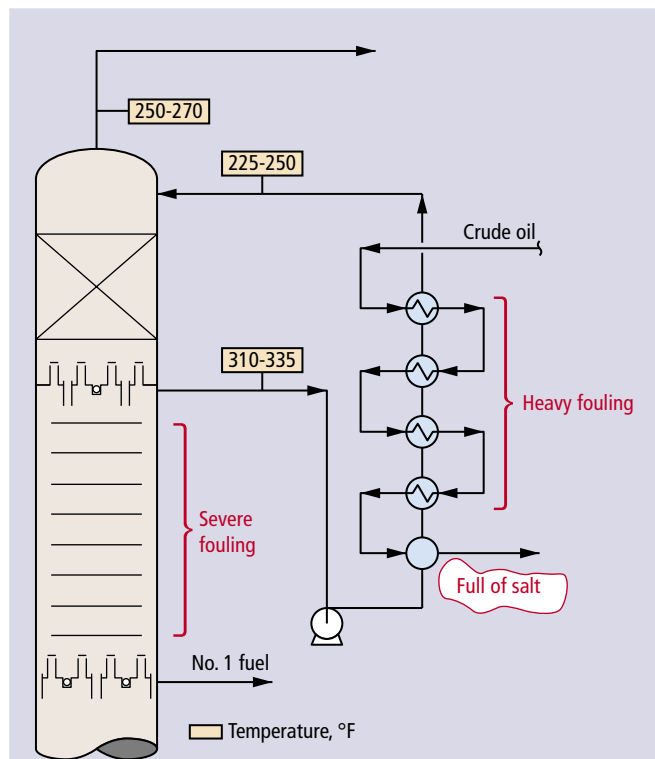 250-270
225-250
Crude oil
310-335
Heavy fouling
Severe
fouling
Full of salt
No. 1 fuel
Temperature, °F